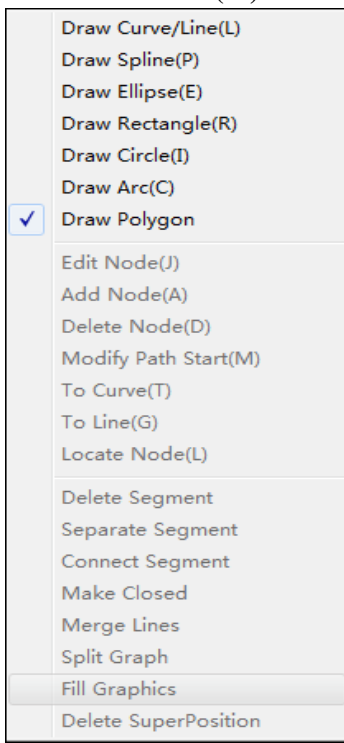 Draw Curve/Line(L)
Draw Spline(P)
Draw Ellipse(E)
Draw Rectangle(R)
Draw Circle(I)
Draw Arc(C)
Draw Polygon
Edit Node(J)
Add Node(A)
Delete Node(D)
Modify Path Start(M)
To Curve(T)
To Line(G)
Locate Node(L)
Delete Segment
Separate Segment
Connect Segment
Make Closed
Merge Lines
Split Graph
Fill Graphics
Delete SuperPosition